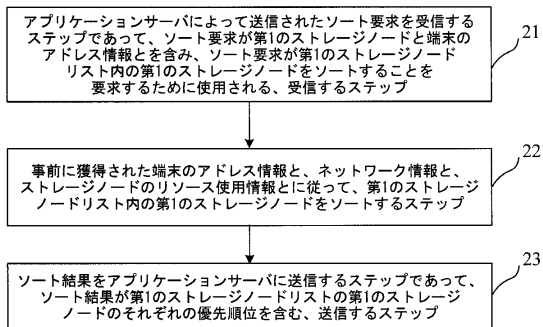 アプリケーションサーバによって送信されたソート要求を受信する
ステップであって、ソート要求が第1のストレージノードと端末の
アドレス情報とを含み、ソート要求が第1のストレージノード
リスト内の第1のストレージノードをソートすることを
要求するために使用される、受信するステップ
21
事前に獲得された端末のアドレス情報と、ネットワーク情報と、
ストレージノードのリソース使用情報とに従って、第1のストレージ
ノードリスト内の第1のストレージノードをソートするステップ
22
ソート結果をアプリケーションサーバに送信するステップであって、
ソート結果が第1のストレージノードリストの第1のストレージ
ノードのそれぞれの優先順位を含む、送信するステップ
23